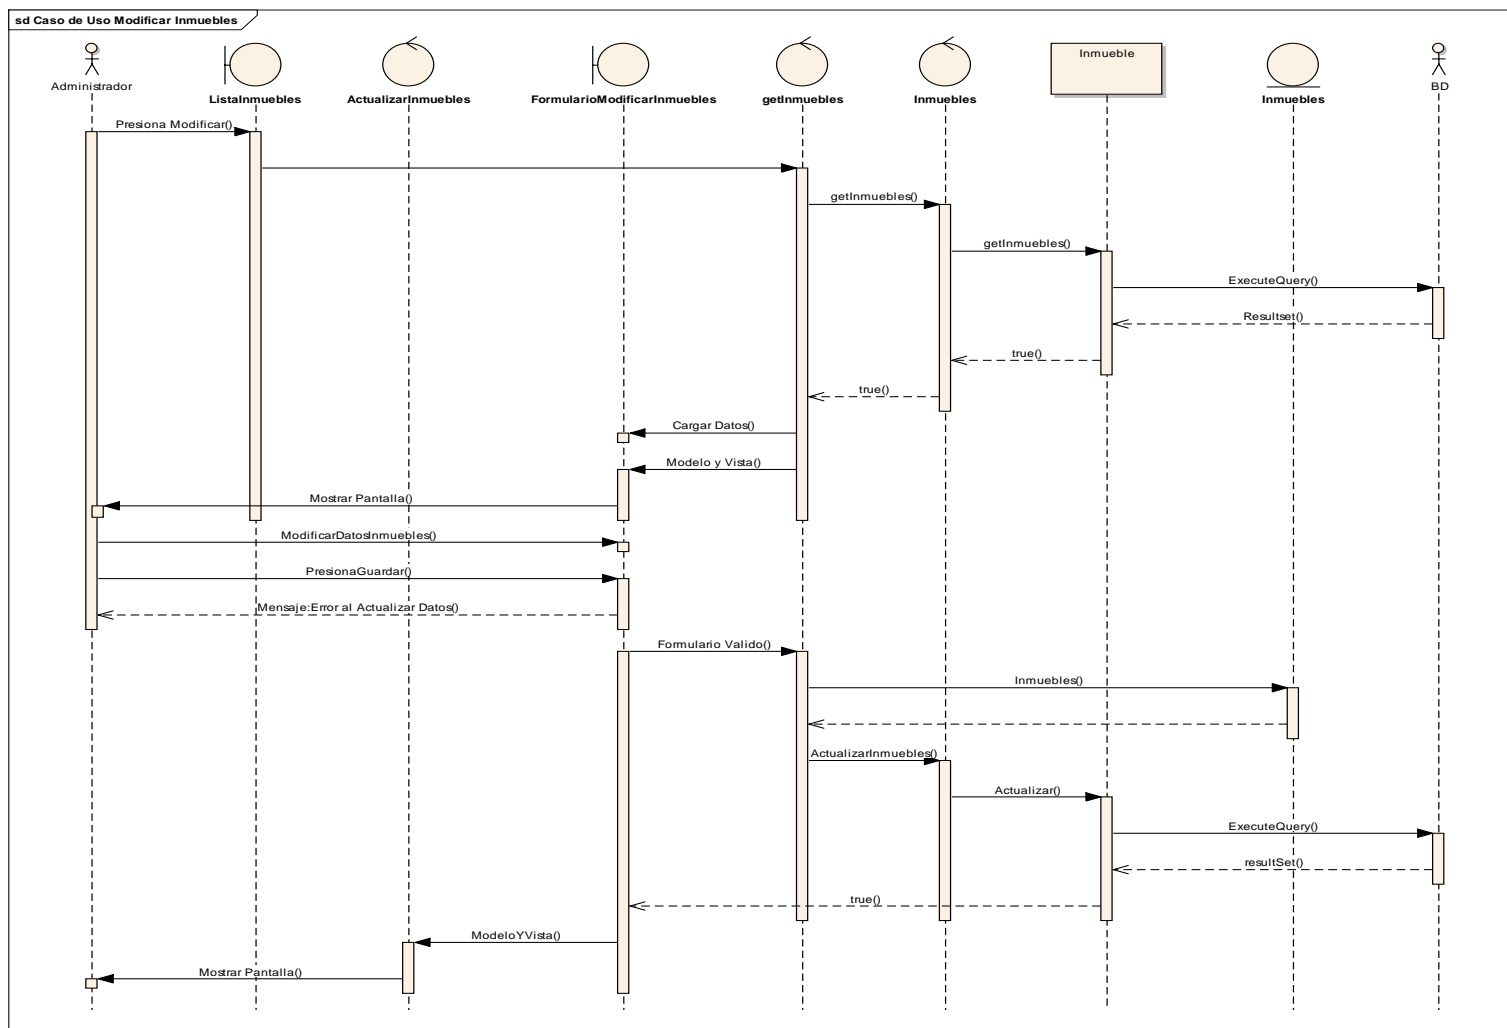 sd Caso de Uso Modificar Inmuebles
Inmueble
Administrador
BD
ListaInmuebles
ActualizarInmuebles
FormularioModificarInmuebles
getInmuebles
Inmuebles
Inmuebles
Presiona Modificar()
getInmuebles()
getInmuebles()
ExecuteQuery()
Resultset()
true()
true()
Cargar Datos()
Modelo y Vista()
Mostrar Pantalla()
ModificarDatosInmuebles()
PresionaGuardar()
Mensaje:Error al Actualizar Datos()
Formulario Valido()
Inmuebles()
ActualizarInmuebles()
Actualizar()
ExecuteQuery()
resultSet()
true()
ModeloYVista()
Mostrar Pantalla()